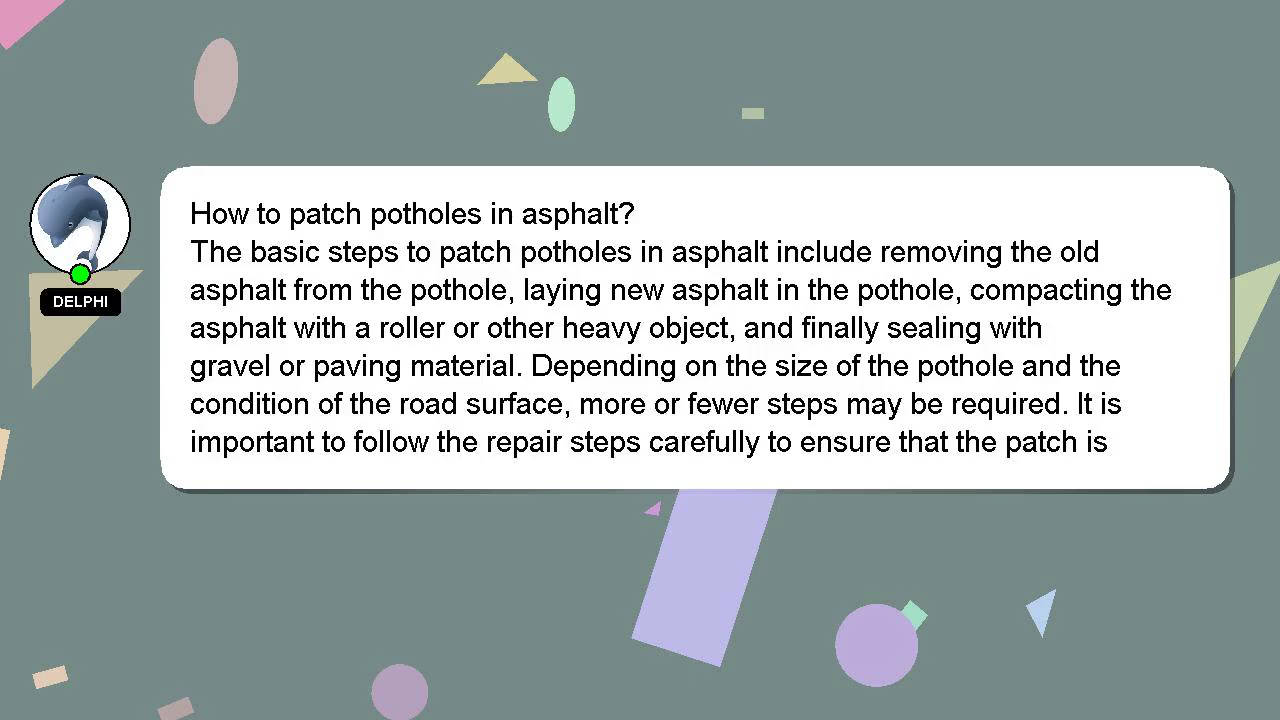 How to patch potholes in asphalt?
The basic steps to patch potholes in asphalt include removing the old
asphalt from the pothole, laying new asphalt in the pothole, compacting the
asphalt with a roller or other heavy object, and finally sealing with
gravel or paving material. Depending on the size of the pothole and the
condition of the road surface, more or fewer steps may be required. It is
important to follow the repair steps carefully to ensure that the patch is
DELPHI